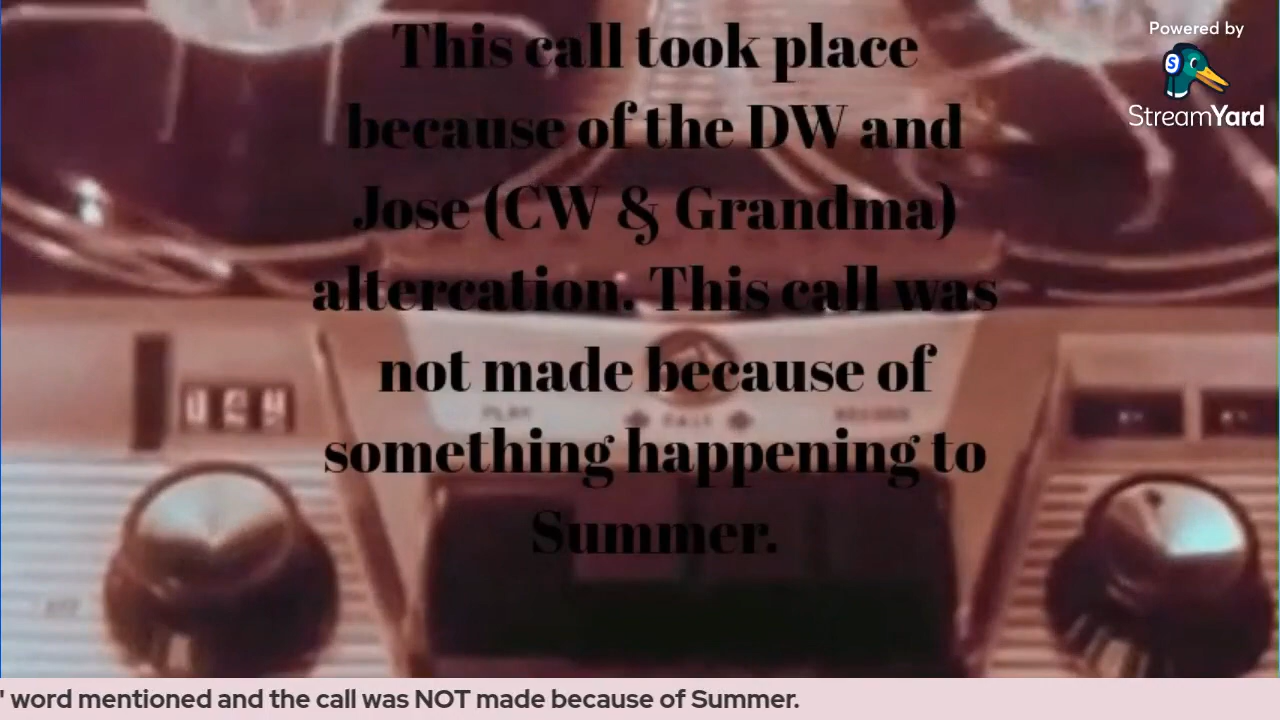 Powered by
StreamYard
This call took place
because of the DW and
Jose (CW & Grandma)
altercation. This call was
not made because of
something happening to
Summer.
PLAY
RECORD
' word mentioned and the call was NOT made because of Summer.